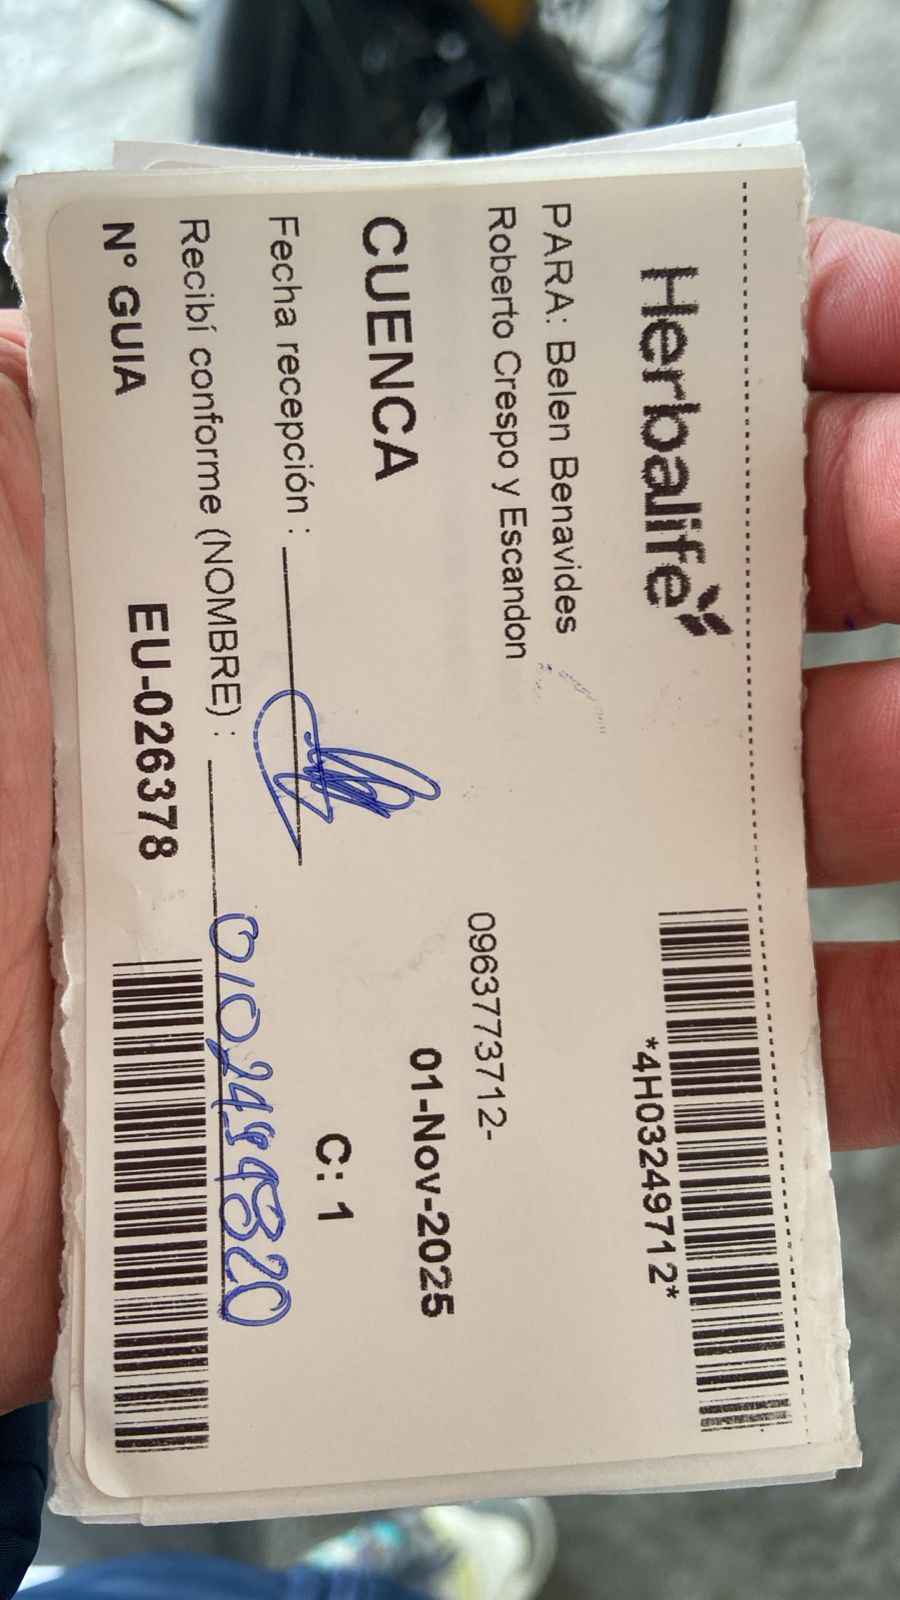 Herbalife
*4H03249712*
PARA: Belen Benavides
Roberto Crespo y Escandon
0963773712-
01-Nov-2025
CUENCA
C: 1
Fecha recepción :
Recibí conforme (NOMBRE) :
N° GUIA
EU-026378